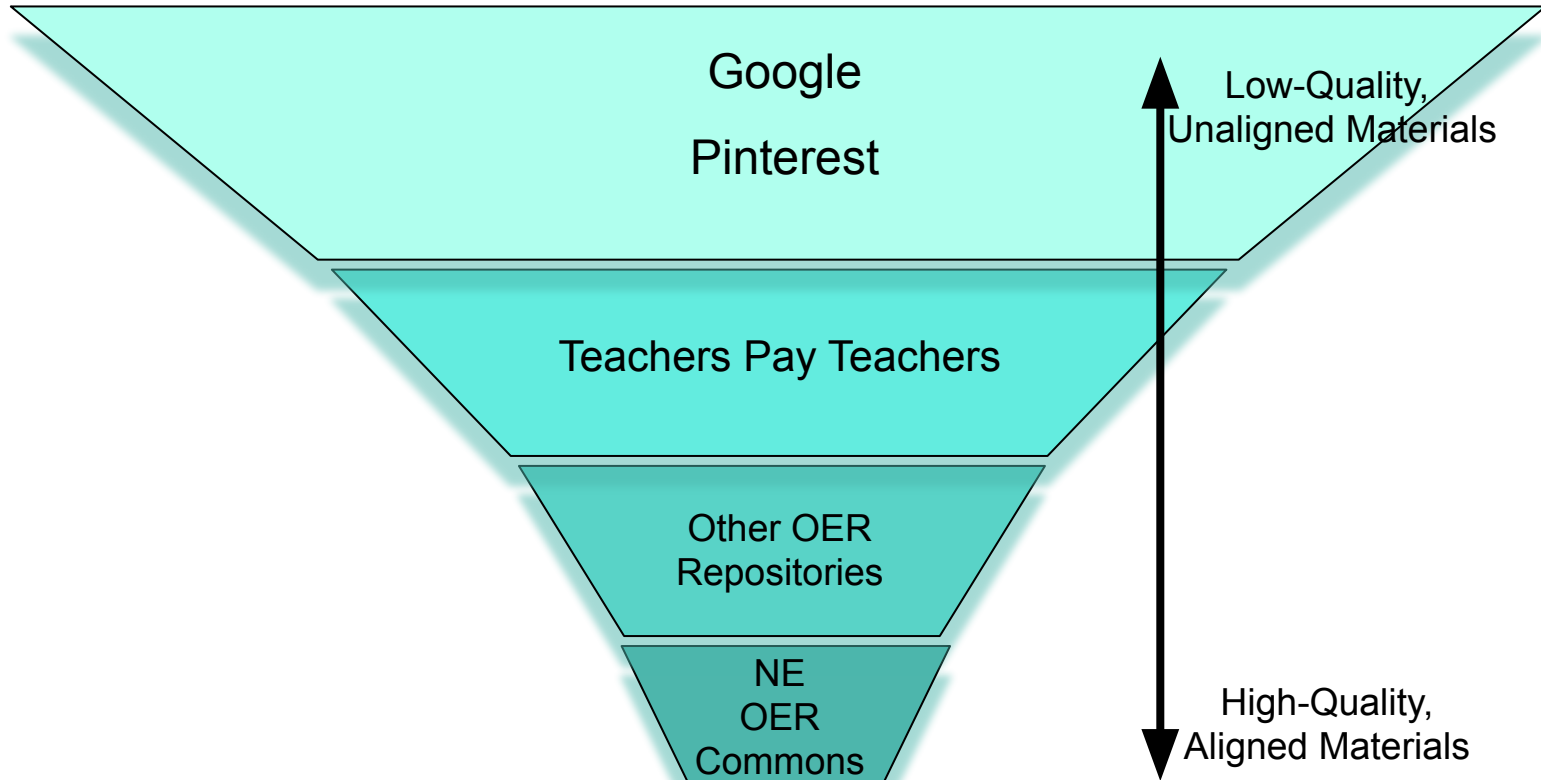 Google
Pinterest
Low-Quality,
Unaligned Materials
Teachers Pay Teachers
Other OER
Repositories
NE
OER
Commons
High-Quality,
Aligned Materials